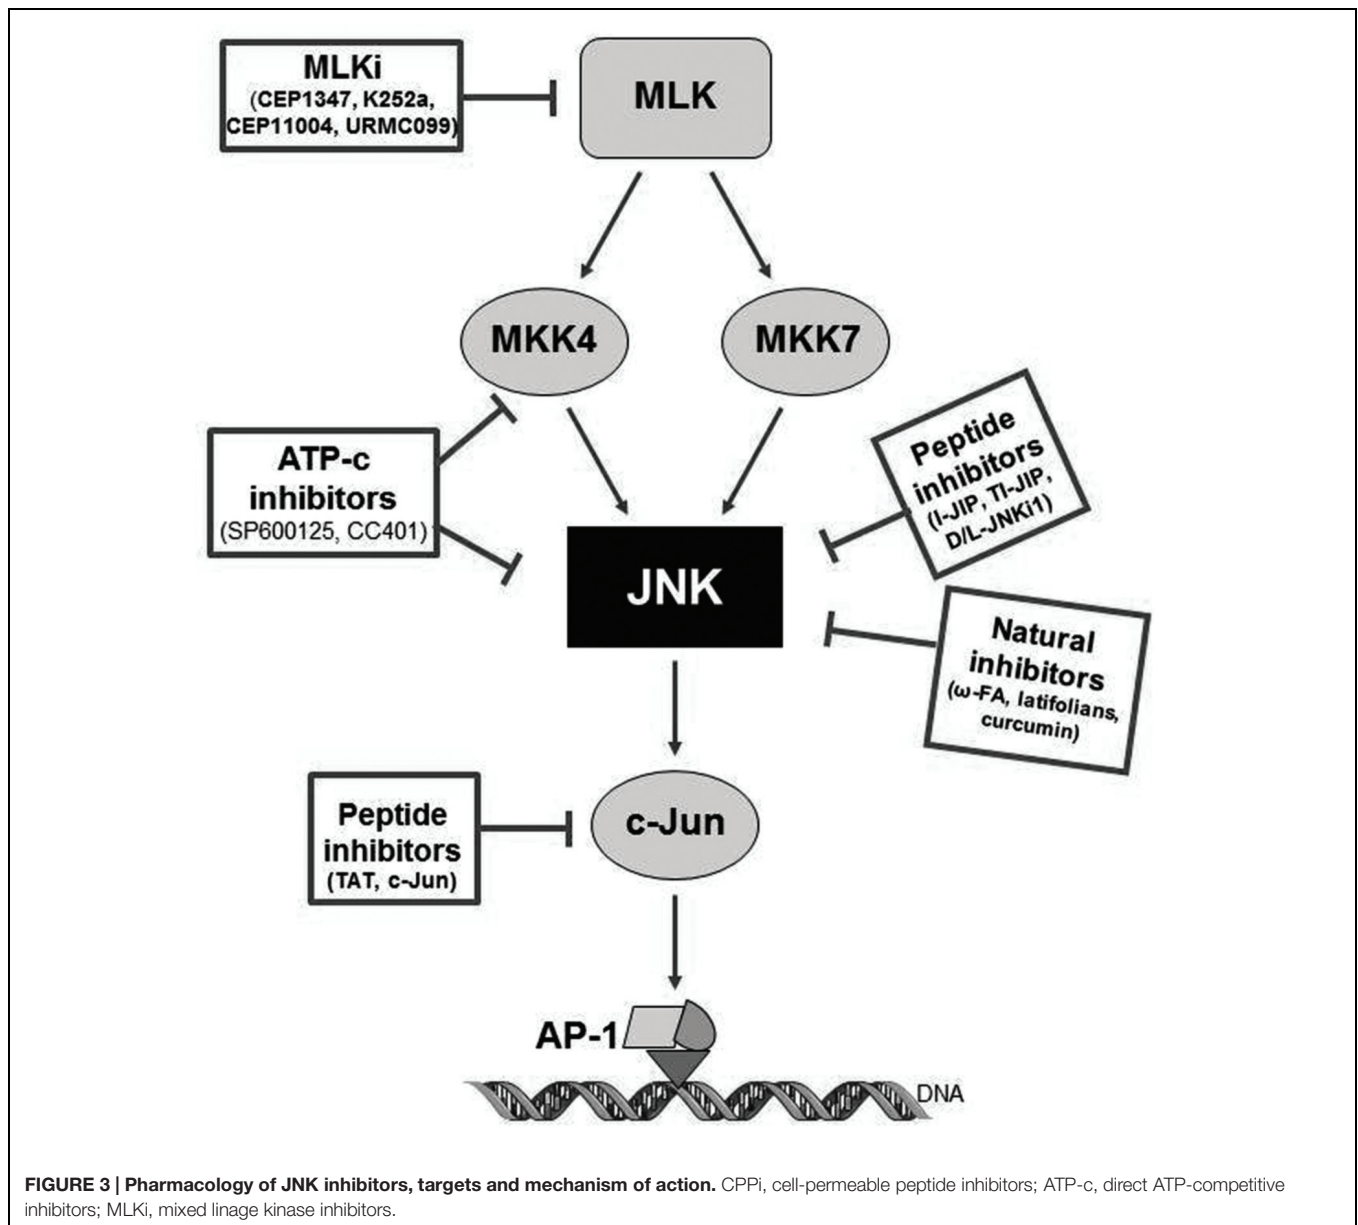 MLKi
(CEP1347, K252a,
CEP11004, URMC099)
MLK
MKK4
MKK7
ATP-c
inhibitors
(SP600125, CC401)
Peptide
inhibitors
(I-JIP, TI-JIP,
D/L-JNKi1)
JNK
Natural
inhibitors
(ω-FA, latifolians,
curcumin)
Peptide
inhibitors
(TAT, c-Jun)
c-Jun
AP-1
DNA
FIGURE 3 | Pharmacology of JNK inhibitors, targets and mechanism of action. CPPi, cell-permeable peptide inhibitors; ATP-c, direct ATP-competitive
inhibitors; MLKi, mixed linage kinase inhibitors.